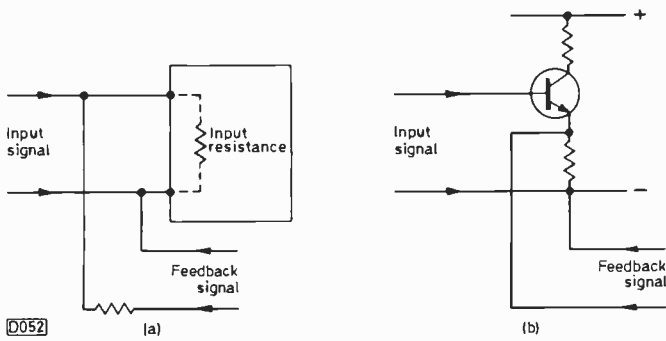 Input
signal
Input
resistance
Feedback
signal
D052
(a)
+
Input
signal
−
Feedback
signal
(b)